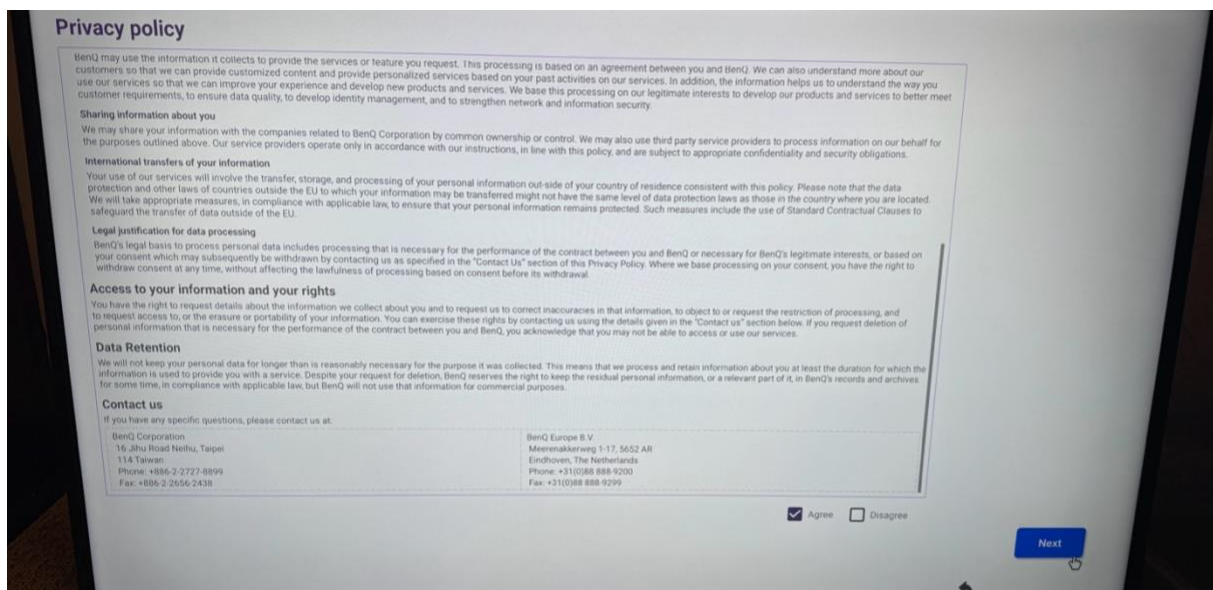 Privacy policy
BenQ may use the information it collects to provide the services or feature you request. This processing is based on an agreement between you and BenQ. We can also understand more about our
customers so that we can provide customized content and provide personalized services based on your past activities on our services. In addition, the information helps us to understand the way you
use our services so that we can improve your experience and develop new products and services. We base this processing on our legitimate interests to develop our products and services to better meet
customer requirements, to ensure data quality, to develop identity management, and to strengthen network and information security.
Sharing information about you
We may share your information with the companies related to BenQ Corporation by common ownership or control. We may also use third party service providers to process information on our behalf for
the purposes outlined above. Our service providers operate only in accordance with our instructions, in line with this policy, and are subject to appropriate confidentiality and security obligations.
International transfers of your information
Your use of our services will involve the transfer, storage, and processing of your personal information out-side of your country of residence consistent with this policy. Please note that the data
protection and other laws of countries outside the EU to which your information may be transferred might not have the same level of data protection laws as those in the country where you are located.
We will take appropriate measures, in compliance with applicable law, to ensure that your personal information remains protected. Such measures include the use of Standard Contractual Clauses to
safeguard the transfer of data outside of the EU.
Legal justification for data processing
BenQ's legal basis to process personal data includes processing that is necessary for the performance of the contract between you and BenQ or necessary for BenQ's legitimate interests, or based on
your consent which may subsequently be withdrawn by contacting us as specified in the "Contact Us" section of this Privacy Policy. Where we base processing on your consent, you have the right to
withdraw consent at any time, without affecting the lawfulness of processing based on consent before its withdrawal.
Access to your information and your rights
You have the right to request details about the information we collect about you and to request us to correct inaccuracies in that information, to object to or request the restriction of processing, and
to request access to, or the erasure or portability of your information. You can exercise these rights by contacting us using the details given in the "Contact us" section below. If you request deletion of
personal information that is necessary for the performance of the contract between you and BenQ, you acknowledge that you may not be able to access or use our services.
Data Retention
We will not keep your personal data for longer than is reasonably necessary for the purpose it was collected. This means that we process and retain information about you at least the duration for which the
information is used to provide you with a service. Despite your request for deletion, BenQ reserves the right to keep the residual personal information, or a relevant part of it, in BenQ's records and archives
for some time, in compliance with applicable law, but BenQ will not use that information for commercial purposes.
Contact us
If you have any specific questions, please contact us at:
BenQ Corporation
16 Jihu Road Neihu, Taipei
114 Taiwan
Phone: +886-2-2727-8899
Fax: +886-2-2656-2438
BenQ Europe B.V.
Meerenakkerweg 1-17, 5652 AR
Eindhoven, The Netherlands
Phone: +31(0)88 888-9200
Fax: +31(0)88 888-9299
Agree
Disagree
Next